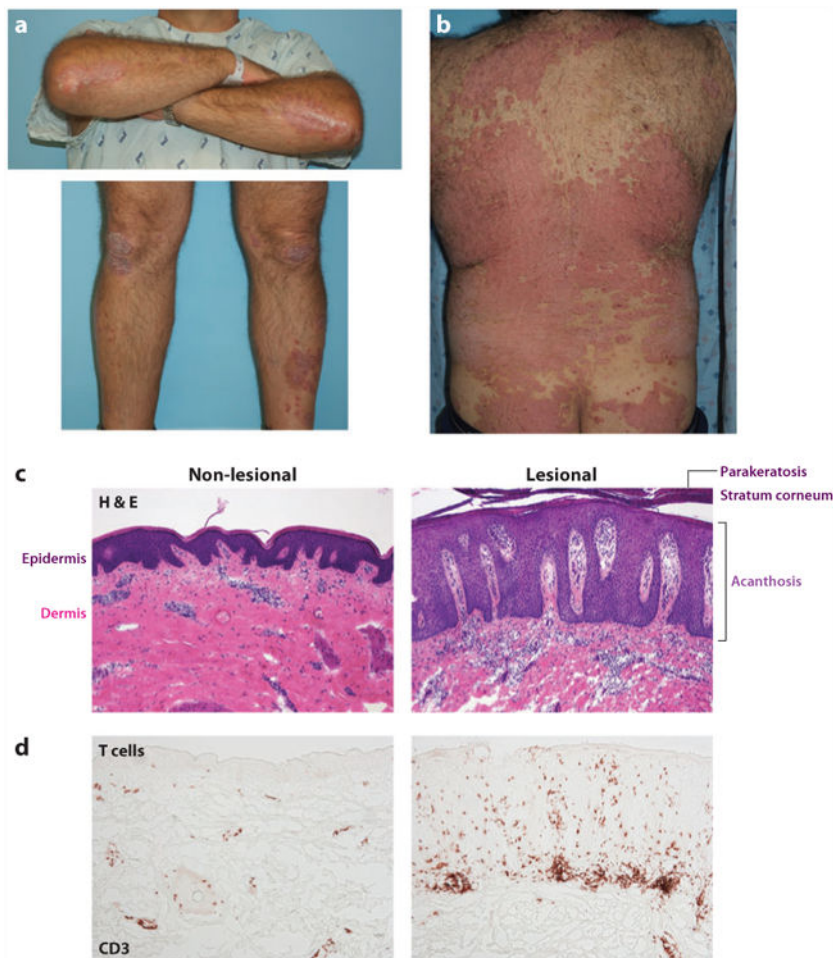 a
b
c
Non-lesional
Lesional
H & E
Parakeratosis
Stratum corneum
Epidermis
Dermis
Acanthosis
d
T cells
CD3